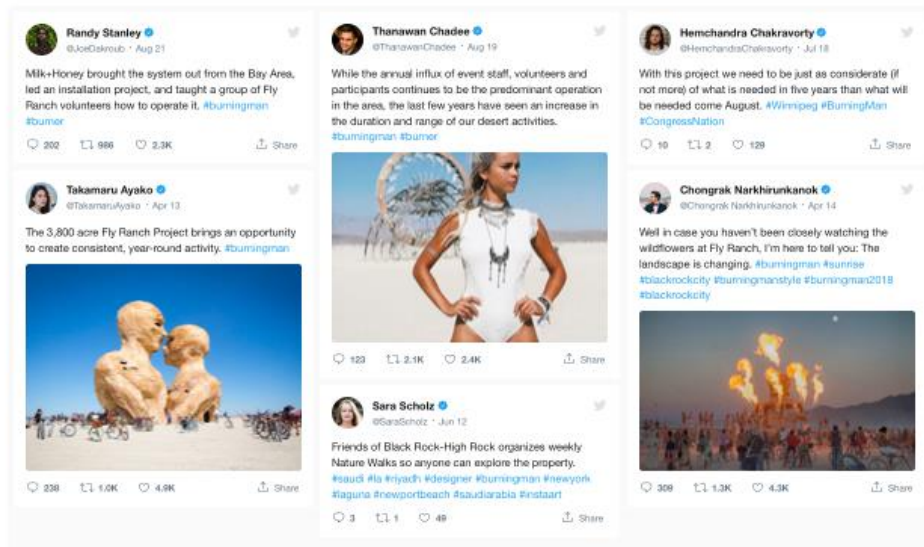 Randy Stanley
@JoeDakroub · Aug 21
Milk+Honey brought the system out from the Bay Area,
led an installation project, and taught a group of Fly
Ranch volunteers how to operate it. #burningman
#burner
202 986 2.3K Share
Takamaru Ayako
@TakamaruAyako · Apr 13
The 3,800 acre Fly Ranch Project brings an opportunity
to create consistent, year-round activity. #burningman
238 1.0K 4.9K Share
Thanawan Chadee
@ThanawanChadee · Aug 19
While the annual influx of event staff, volunteers and
participants continues to be the predominant operation
in the area, the last few years have seen an increase in
the duration and range of our desert activities.
#burningman #burner
123 2.1K 2.4K Share
Sara Scholz
@SaraScholz · Jun 12
Friends of Black Rock-High Rock organizes weekly
Nature Walks so anyone can explore the property.
#saudi #la #riyadh #designer #burningman #newyork
#laguna #newportbeach #saudiarabia #instaart
3 1 49 Share
Hemchandra Chakravorty
@HemchandraChakravorty · Jul 18
With this project we need to be just as considerate (if
not more) of what is needed in five years than what will
be needed come August. #Winnipeg #BurningMan
#CongressNation
10 2 129 Share
Chongrak Narkhirunkanok
@Chongrak Narkhirunkanok · Apr 14
Well in case you haven't been closely watching the
wildflowers at Fly Ranch, I'm here to tell you: The
landscape is changing. #burningman #sunrise
#blackrockcity #burningmanstyle #burningman2018
#blackrockcity
309 1.3K 4.3K Share